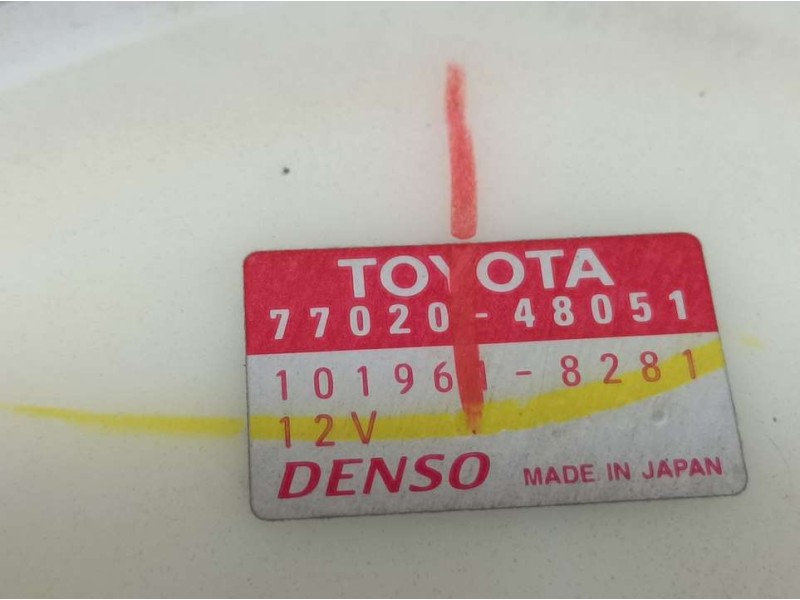 TOYOTA
77020-48051
101961-8281
12V
DENSO MADE IN JAPAN